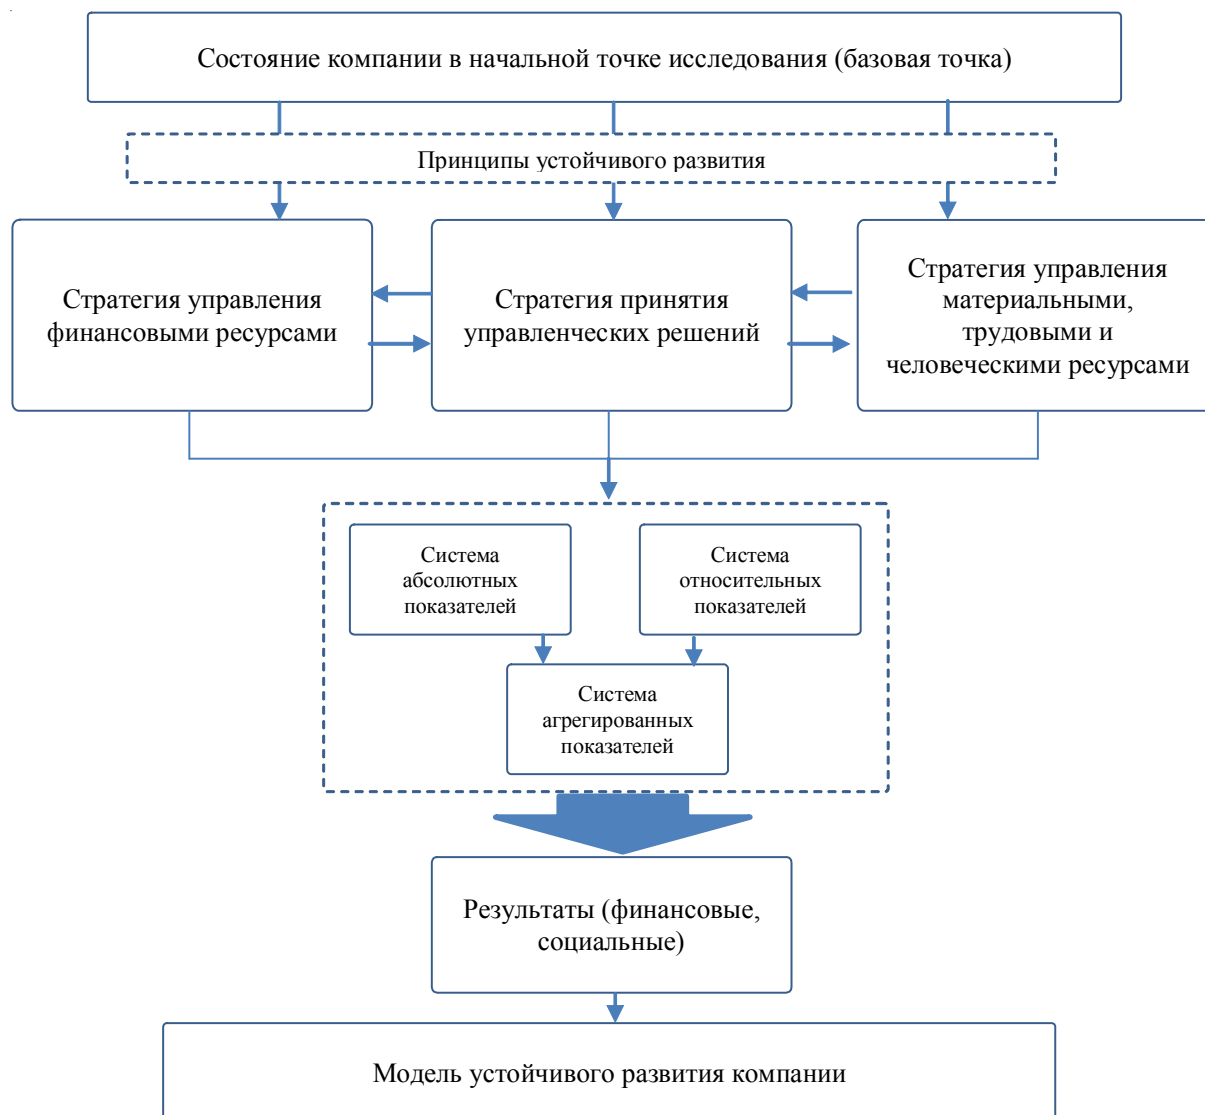 Состояние компании в начальной точке исследования (базовая точка)
Принципы устойчивого развития
Стратегия управления
финансовыми ресурсами
Стратегия принятия
управленческих решений
Стратегия управления
материальными,
трудовыми и
человеческими ресурсами
Система
абсолютных
показателей
Система
относительных
показателей
Система
агрегированных
показателей
Результаты (финансовые,
социальные)
Модель устойчивого развития компании